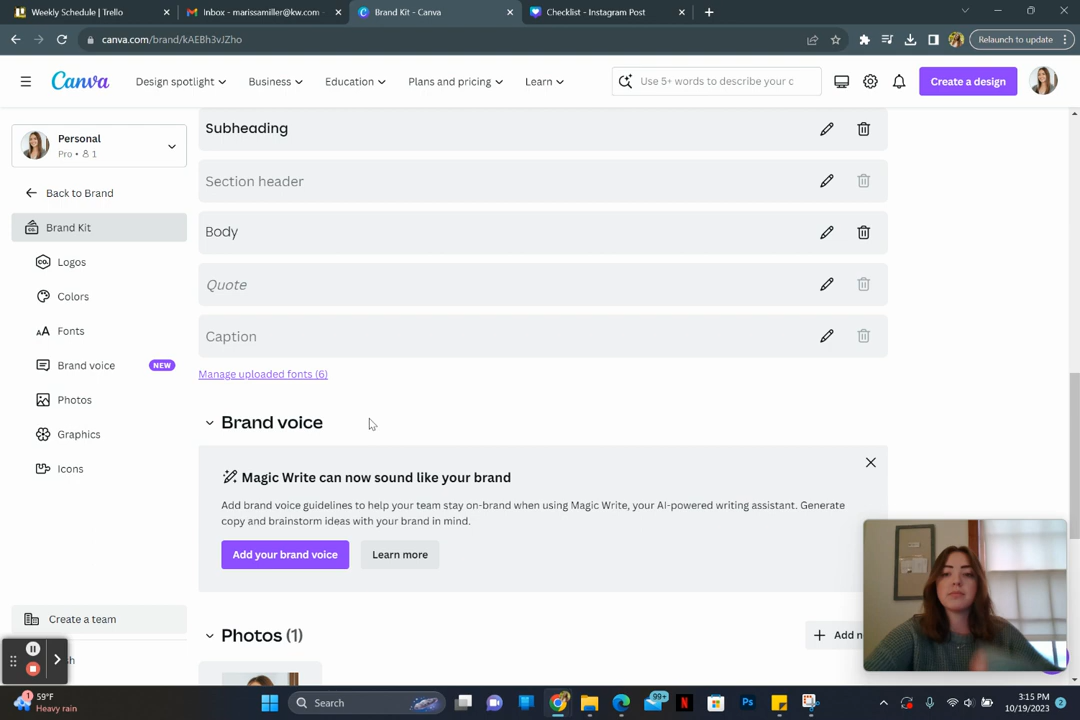 Weekly Schedule | Trello
Inbox - marissamiller@kw.com -
Brand Kit - Canva
Checklist - Instagram Post
canva.com/brand/kAEBh3vJZho
Relaunch to update
Canva
Design spotlight
Business
Education
Plans and pricing
Learn
Use 5+ words to describe your c
Create a design
Personal
Pro • 1
Back to Brand
Brand Kit
Logos
Colors
Fonts
Brand voice
NEW
Photos
Graphics
Icons
Create a team
sh
Subheading
Section header
Body
Quote
Caption
Manage uploaded fonts (6)
Brand voice
Magic Write can now sound like your brand
Add brand voice guidelines to help your team stay on-brand when using Magic Write, your AI-powered writing assistant. Generate
copy and brainstorm ideas with your brand in mind.
Add your brand voice
Learn more
Photos (1)
Add n
59°F
Heavy rain
Search
99+
3:15 PM
10/19/2023